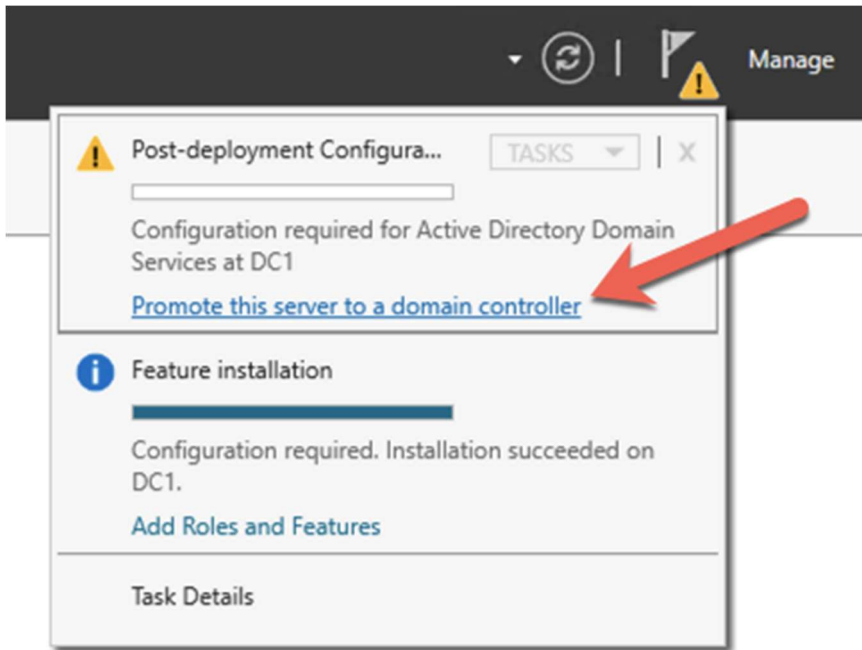 Manage
Post-deployment Configura...
TASKS
X
Configuration required for Active Directory Domain
Services at DC1
Promote this server to a domain controller
Feature installation
Configuration required. Installation succeeded on
DC1.
Add Roles and Features
Task Details